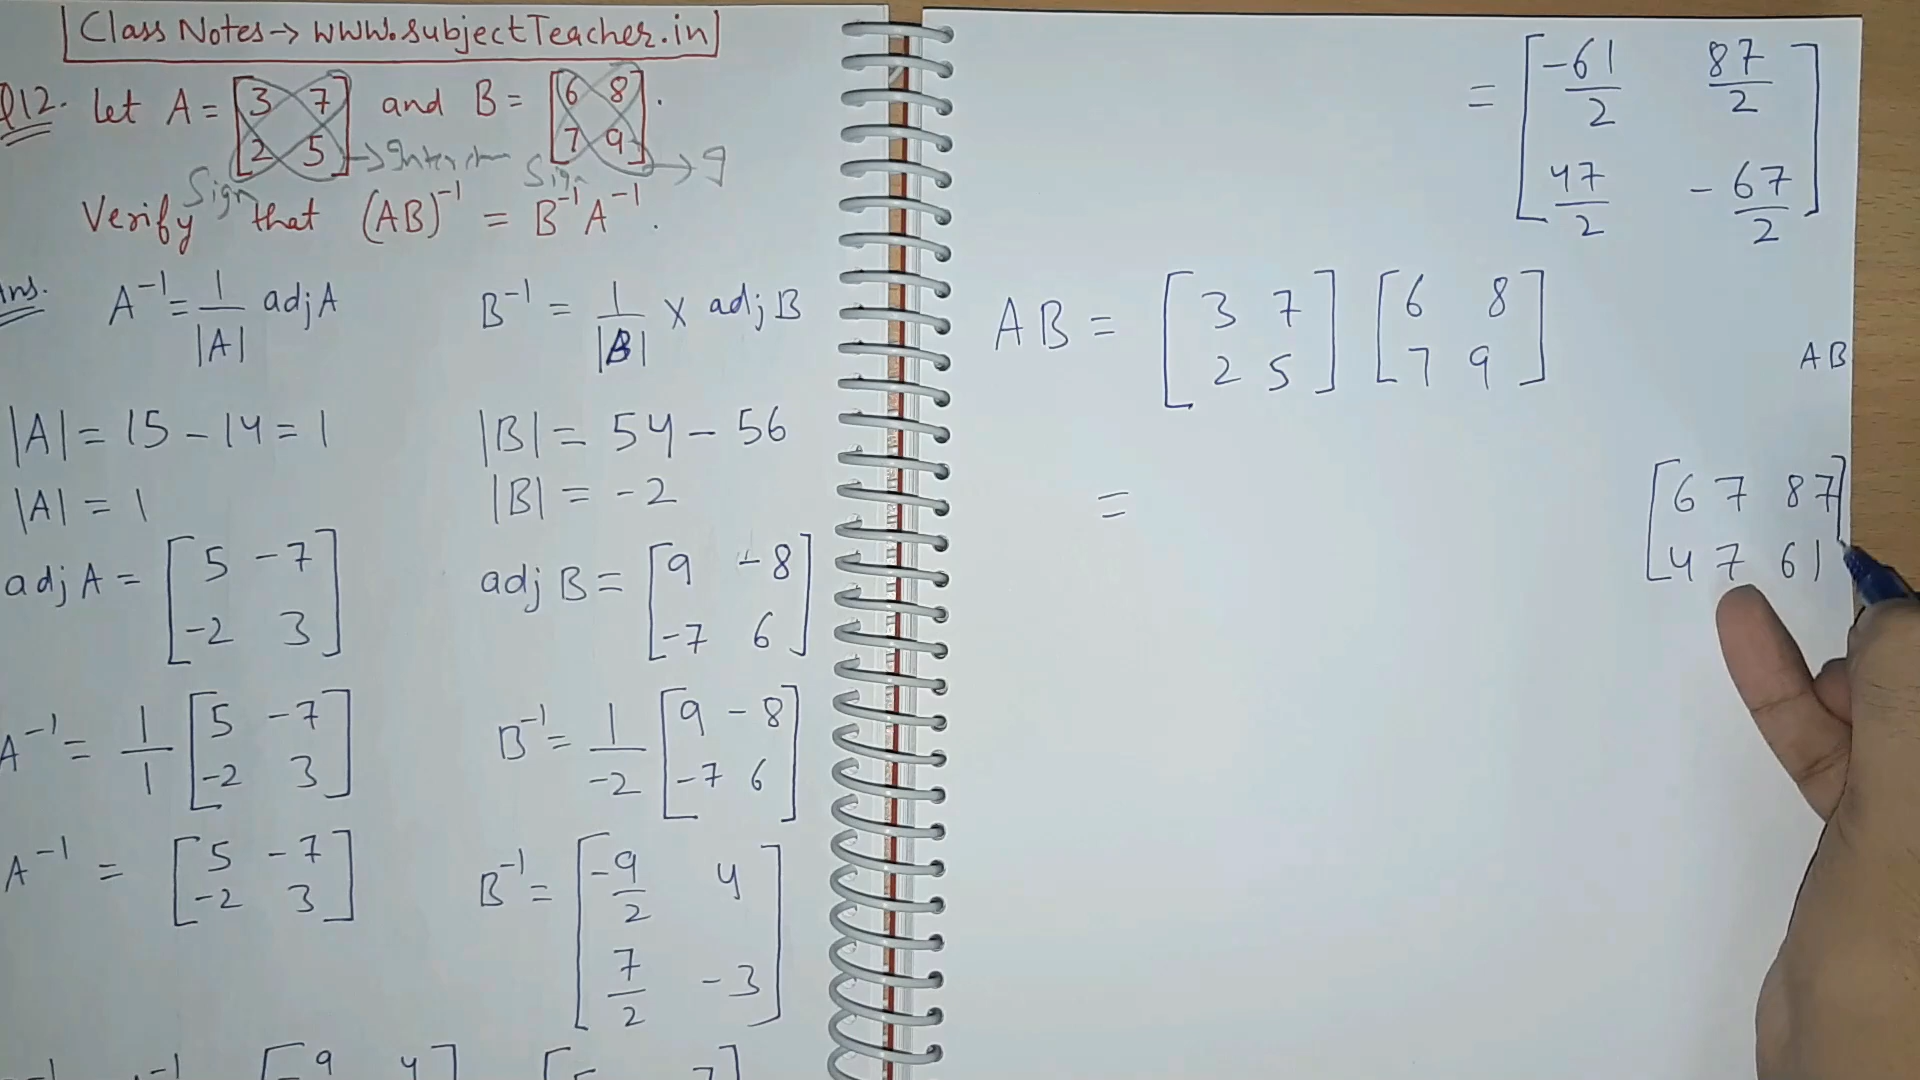 Class Notes → www.subjectTeacher.in
Q12. Let A = [3 7; 2 5] and B = [6 8; 7 9].
Sign → Interchange Sign → I
Verify that (AB)⁻¹ = B⁻¹A⁻¹.
Ans. A⁻¹ = 1/|A| adj A B⁻¹ = 1/|B| × adj B
|A| = 15 - 14 = 1 |B| = 54 - 56
|A| = 1 |B| = -2
adj A = [5 -7; -2 3] adj B = [9 -8; -7 6]
A⁻¹ = 1/1 [5 -7; -2 3] B⁻¹ = 1/-2 [9 -8; -7 6]
A⁻¹ = [5 -7; -2 3] B⁻¹ = [-9/2 4; 7/2 -3]
= [-61/2 87/2; 47/2 -67/2]
AB = [3 7; 2 5] [6 8; 7 9]
AB
= [67 87; 47 61]